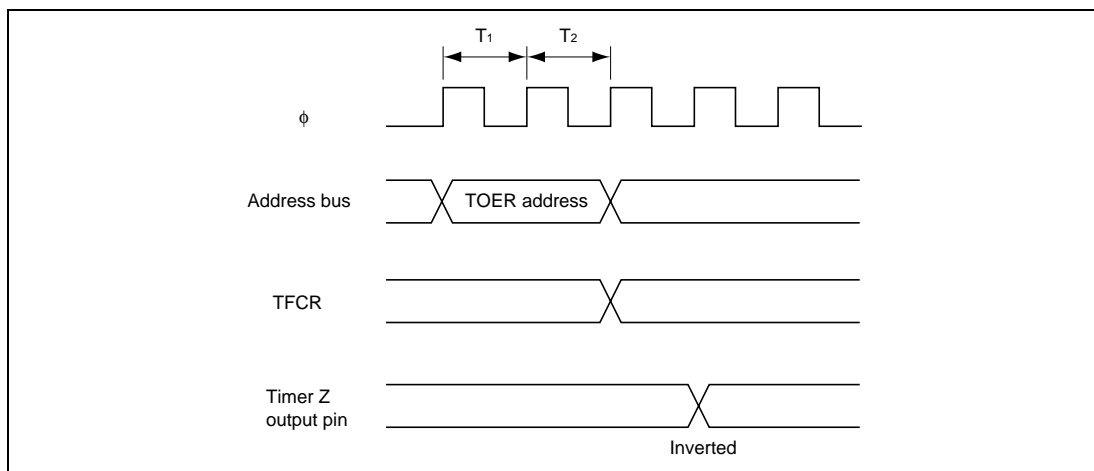 T1
T2
φ
Address bus
TOER address
TFCR
Timer Z
output pin
Inverted